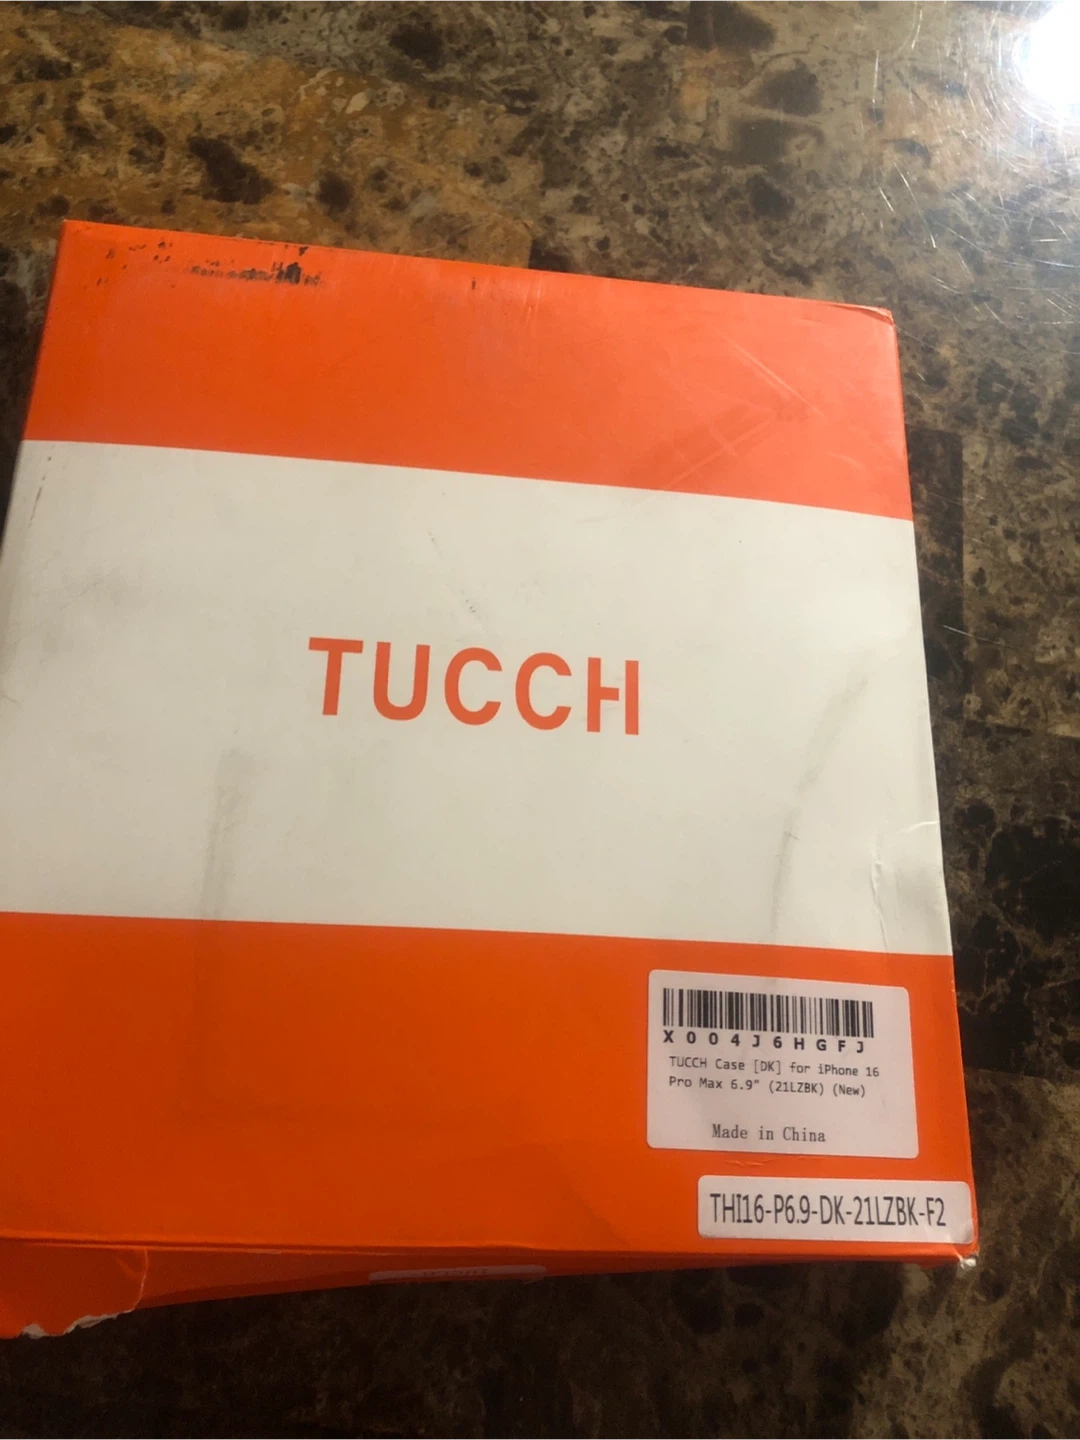 TUCCH
X004J6HGFJ
TUCCH Case [DK] for iPhone 16
Pro Max 6.9" (21LZBK) (New)
Made in China
THI16-P6.9-DK-21LZBK-F2